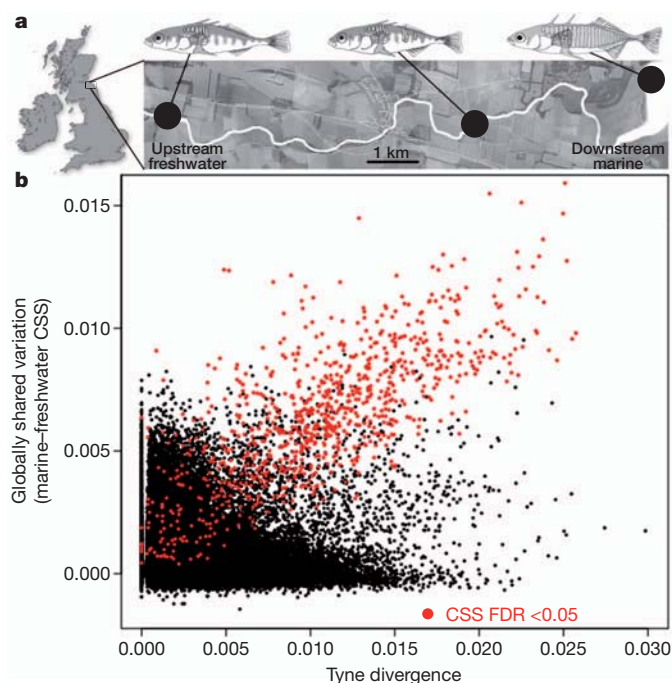 a
Upstream
freshwater
1 km
Downstream
marine
b
Globally shared variation
(marine–freshwater CSS)
0.015
0.010
0.005
0.000
CSS FDR <0.05
0.000 0.005 0.010 0.015 0.020 0.025 0.030
Tyne divergence